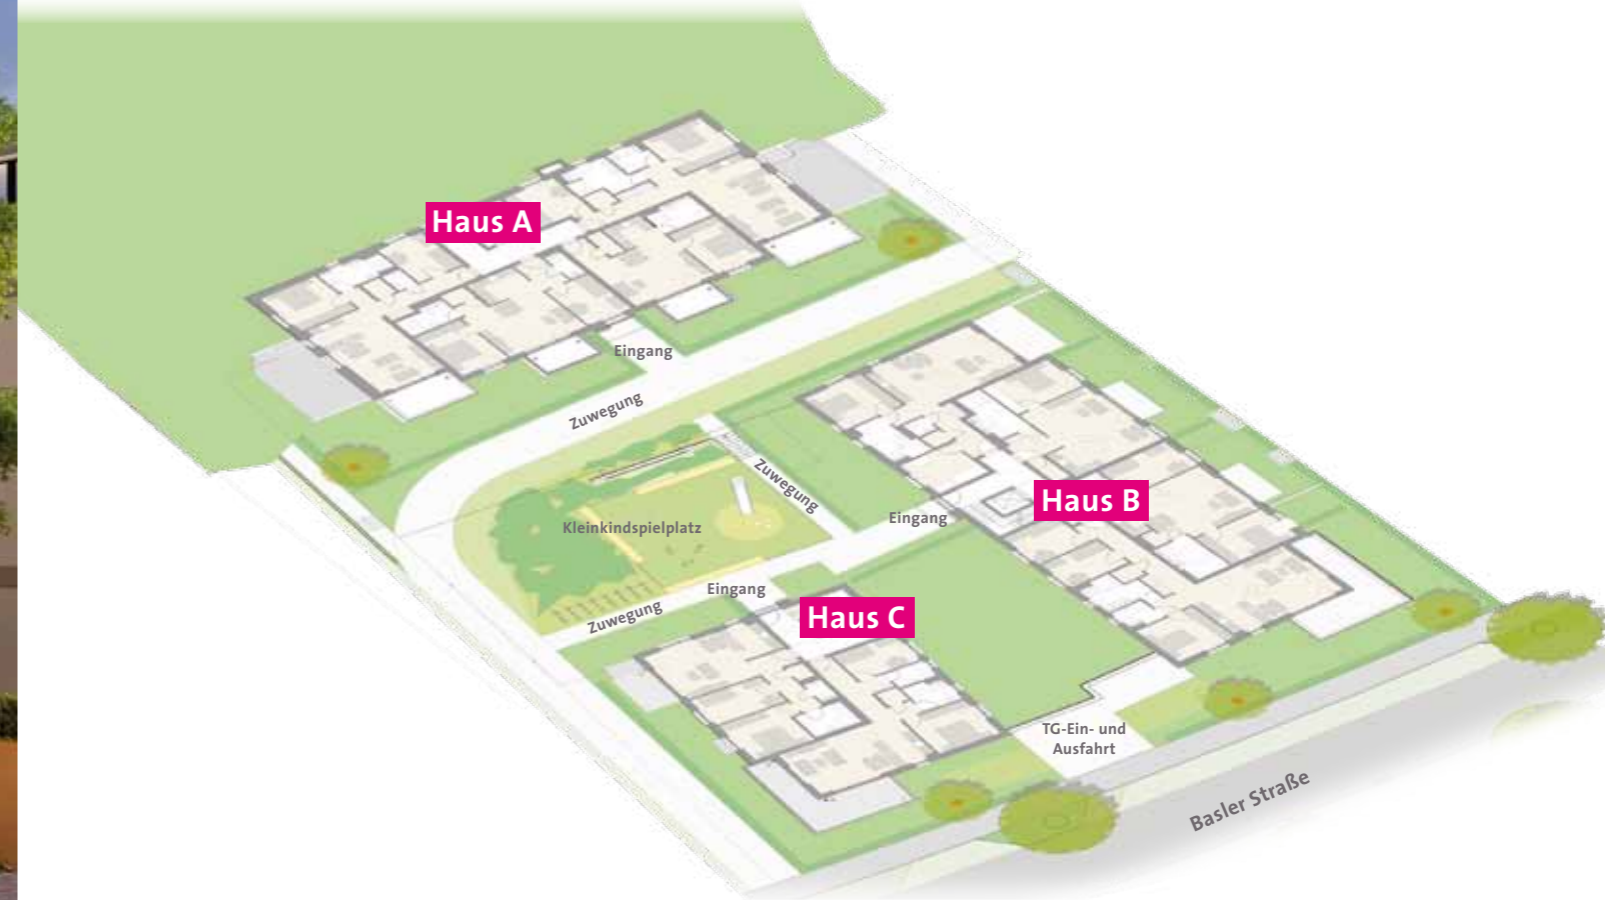 Haus A
Eingang
Zuwegung
Zuwegung
Haus B
Eingang
Kleinkindspielplatz
Eingang
Zuwegung
Haus C
TG-Ein- und
Ausfahrt
Basler Straße